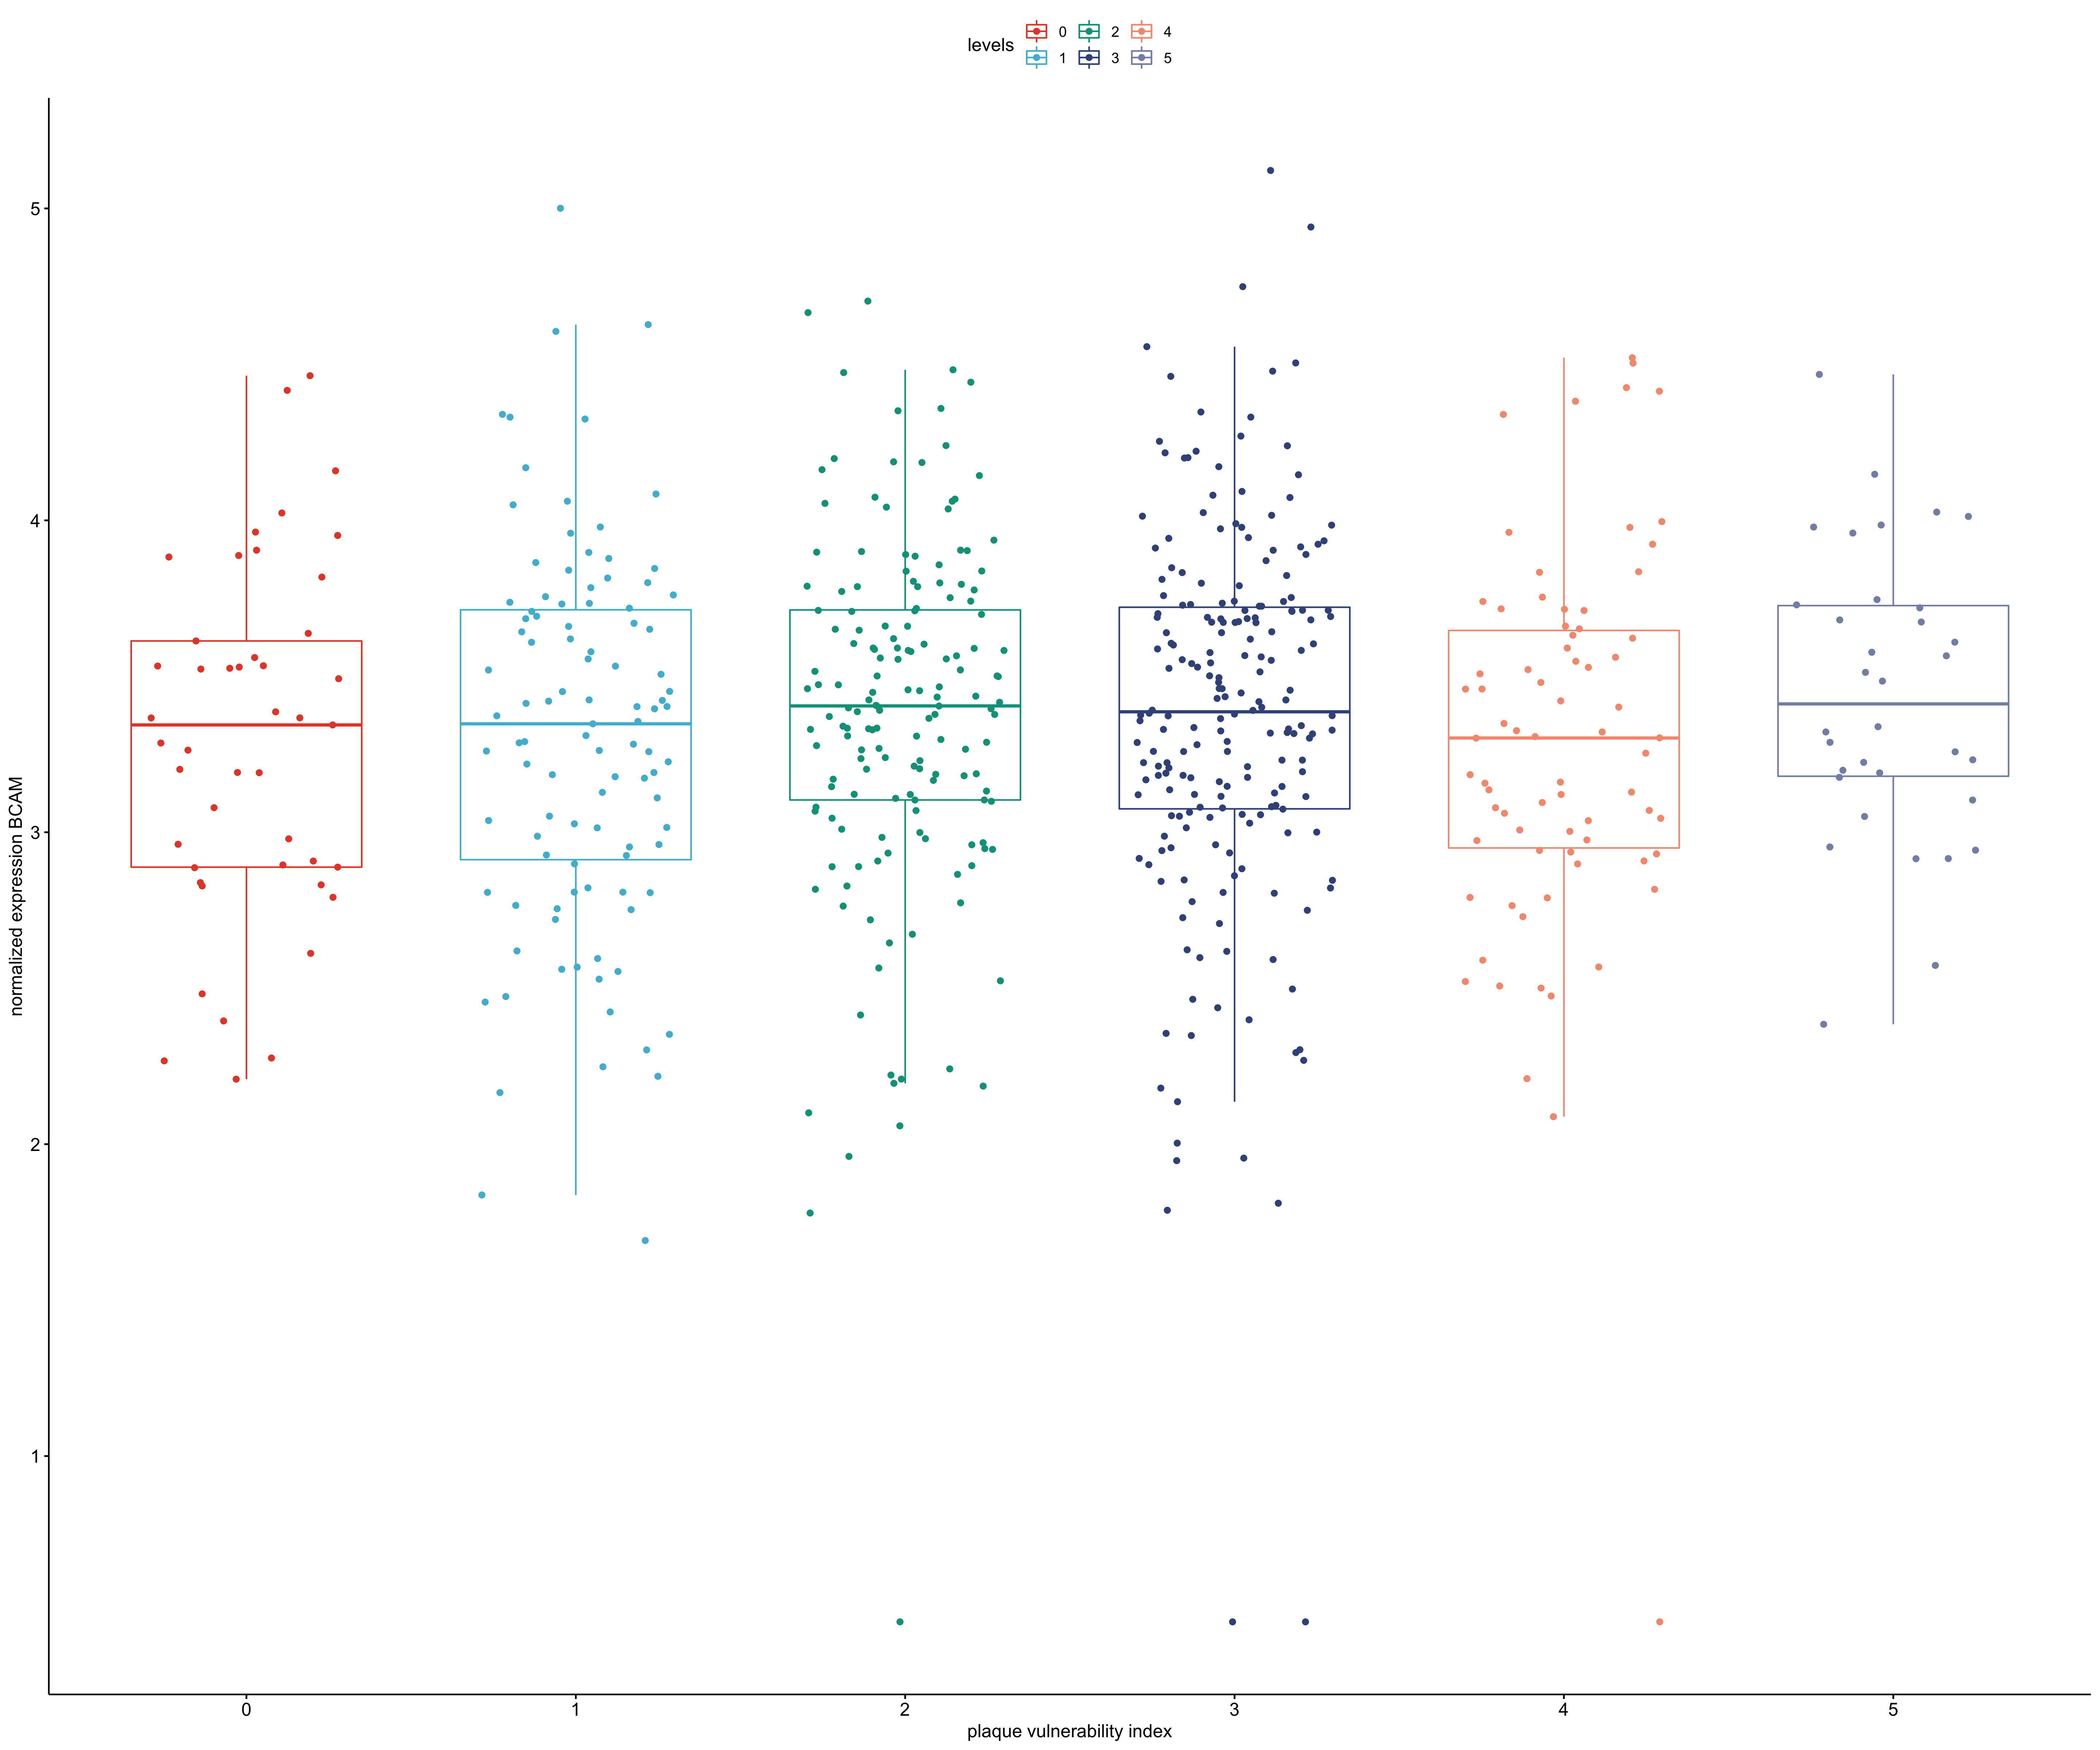 levels 0 2 4
1 3 5
normalized expression BCAM
5
4
3
2
1
0 1 2 3 4 5
plaque vulnerability index